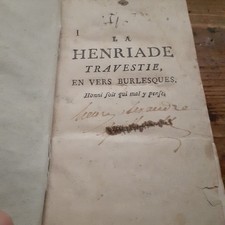 LA
HENRIADE
TRAVESTIE,
EN VERS BURLESQUES,
Honni soit qui mal y pense,